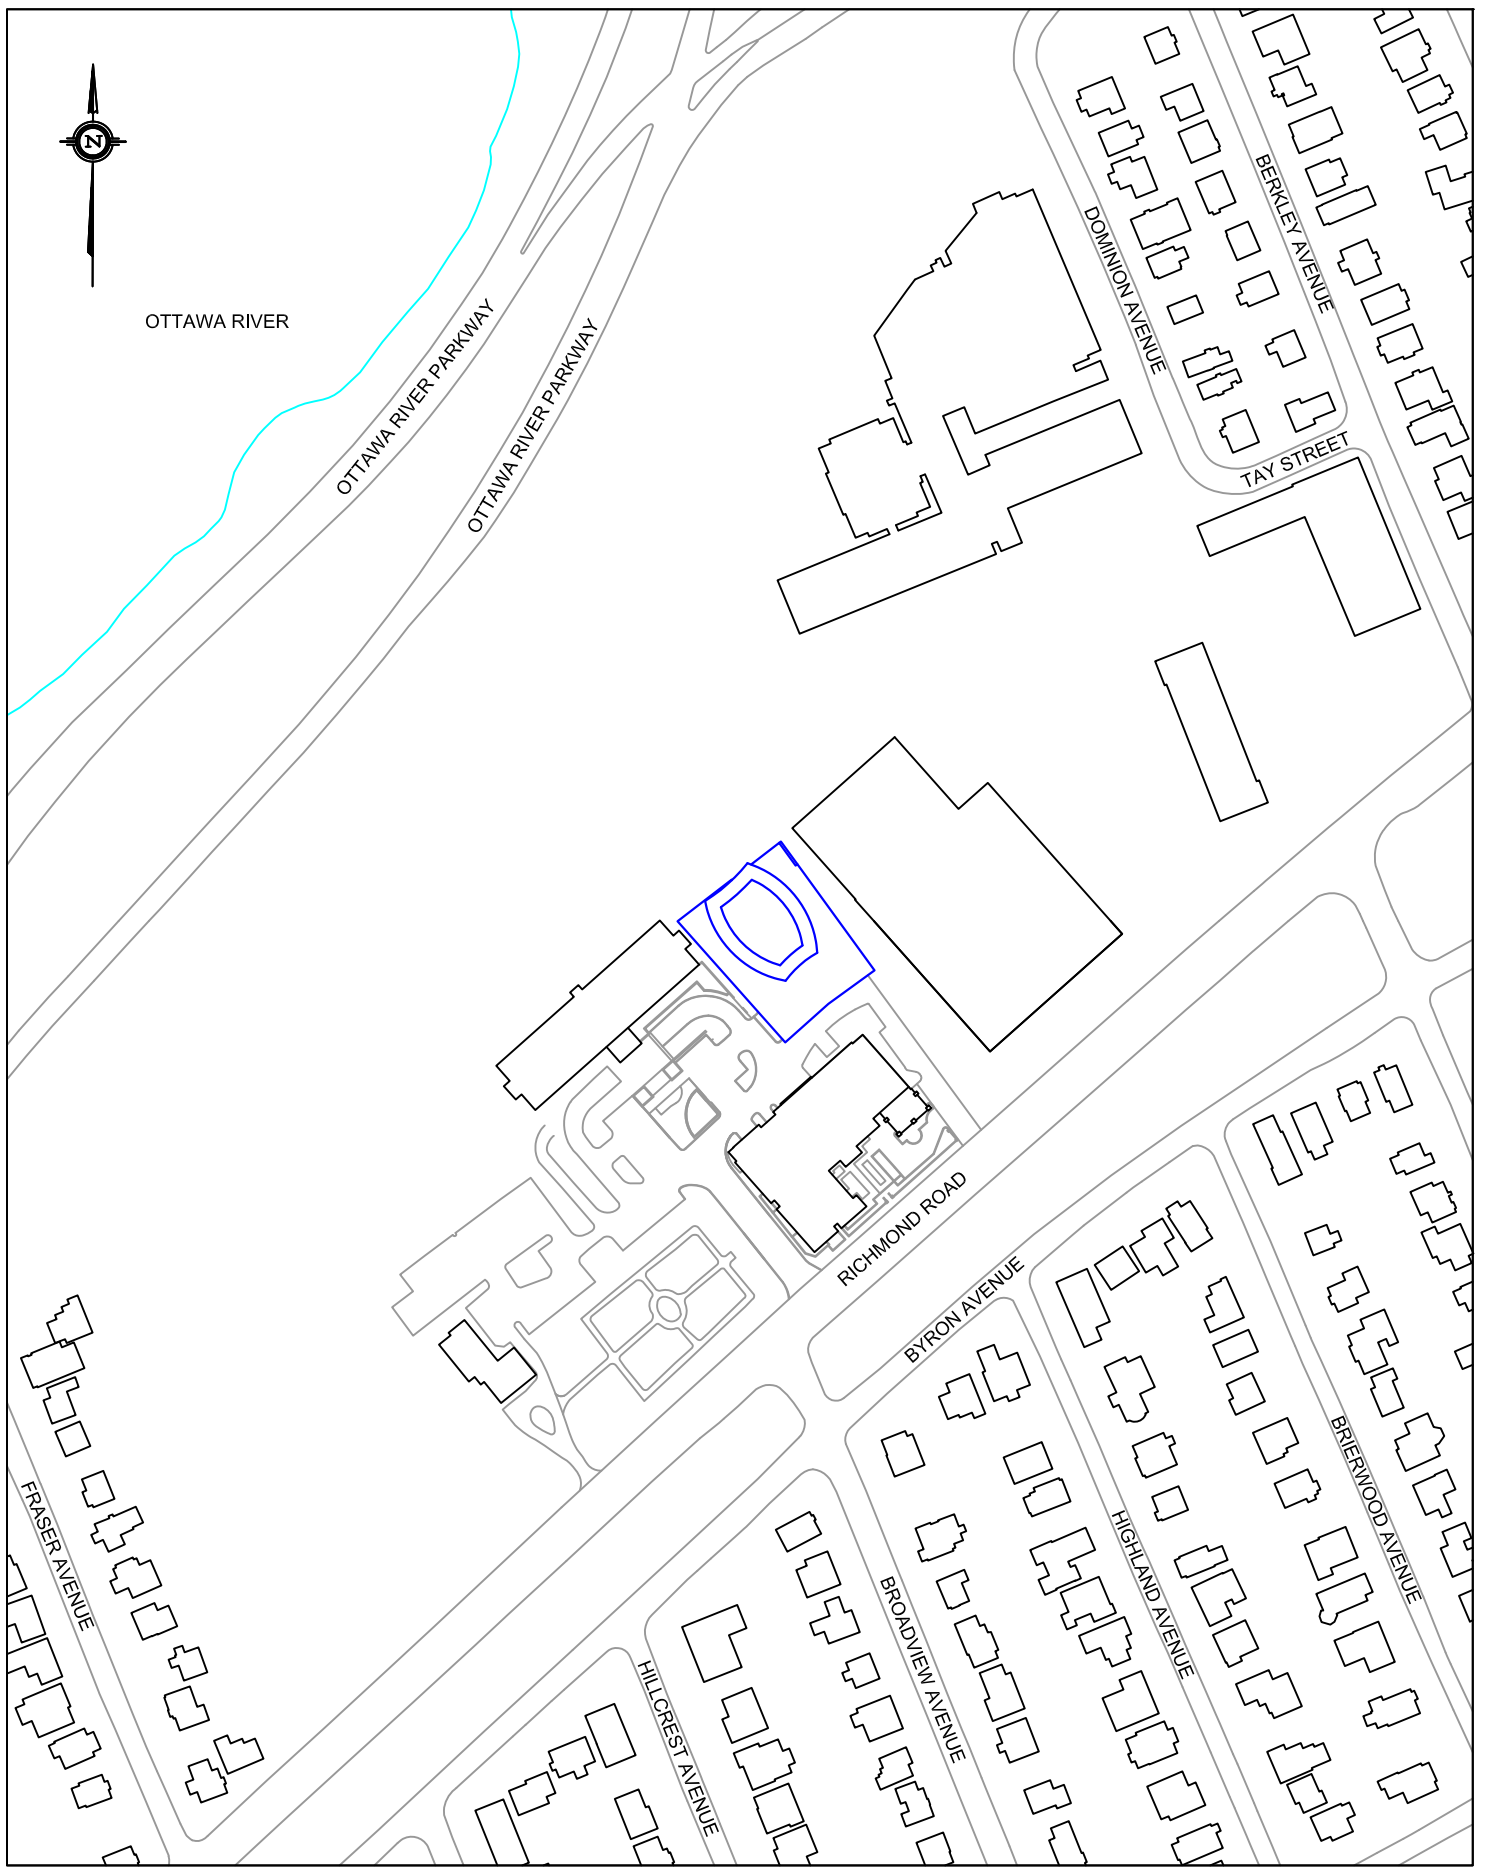 N
OTTAWA RIVER
OTTAWA RIVER PARKWAY
OTTAWA RIVER PARKWAY
DOMINION AVENUE
BERKLEY AVENUE
TAY STREET
RICHMOND ROAD
BYRON AVENUE
FRASER AVENUE
HILLCREST AVENUE
BROADVIEW AVENUE
HIGHLAND AVENUE
BRIERWOOD AVENUE